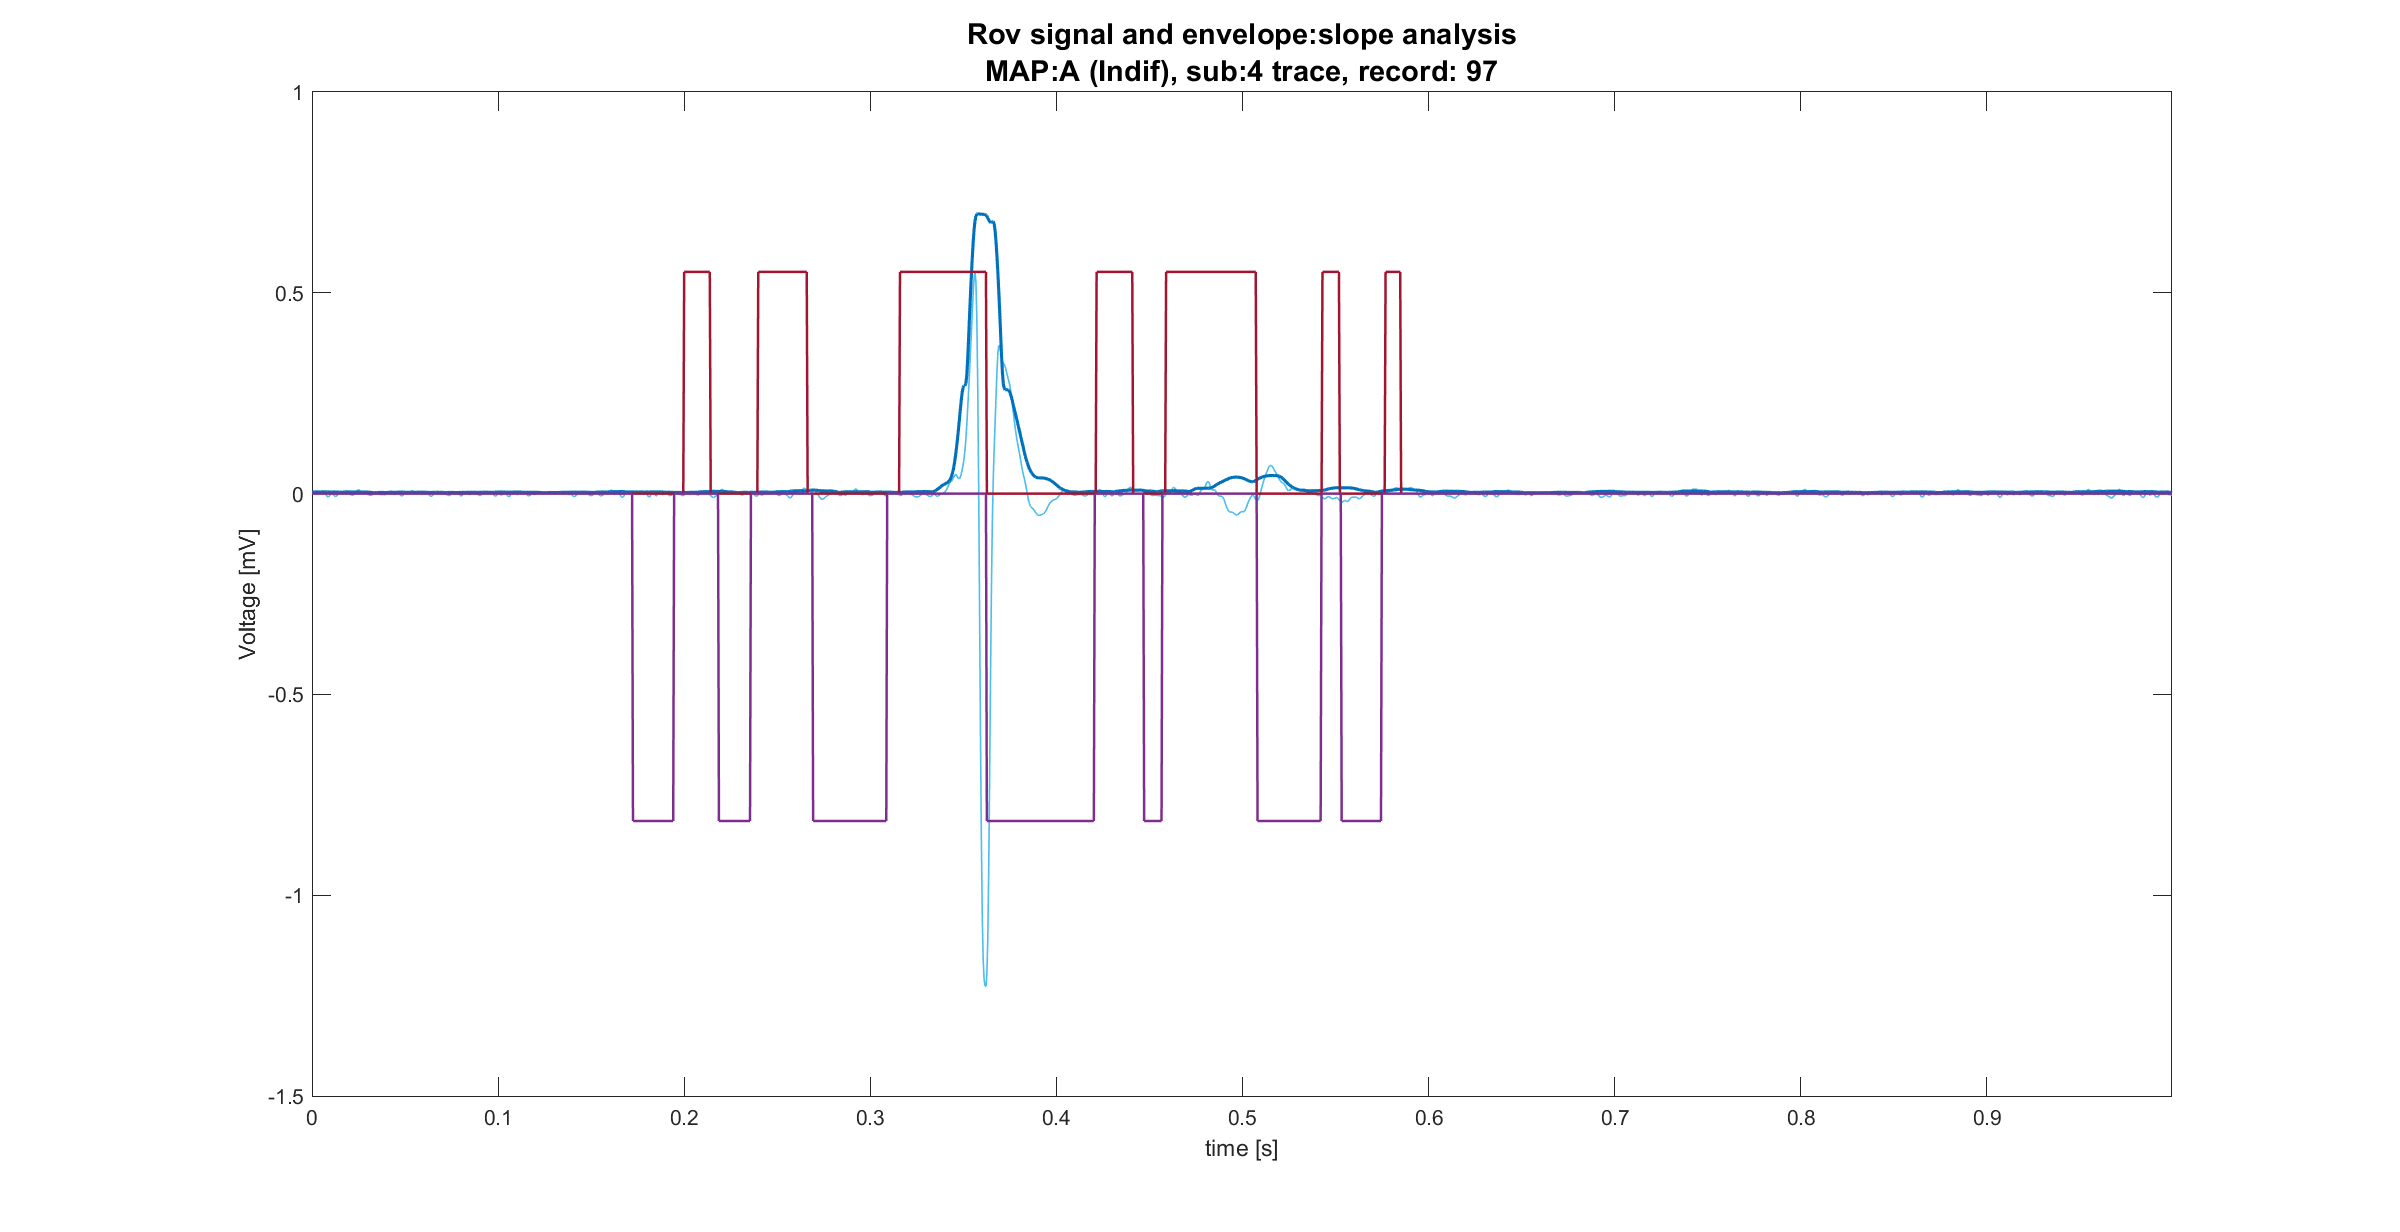 Rov signal and envelope:slope analysis
MAP:A (Indif), sub:4 trace, record: 97
1
0.5
0
-0.5
-1
-1.5
Voltage [mV]
0 0.1 0.2 0.3 0.4 0.5 0.6 0.7 0.8 0.9
time [s]